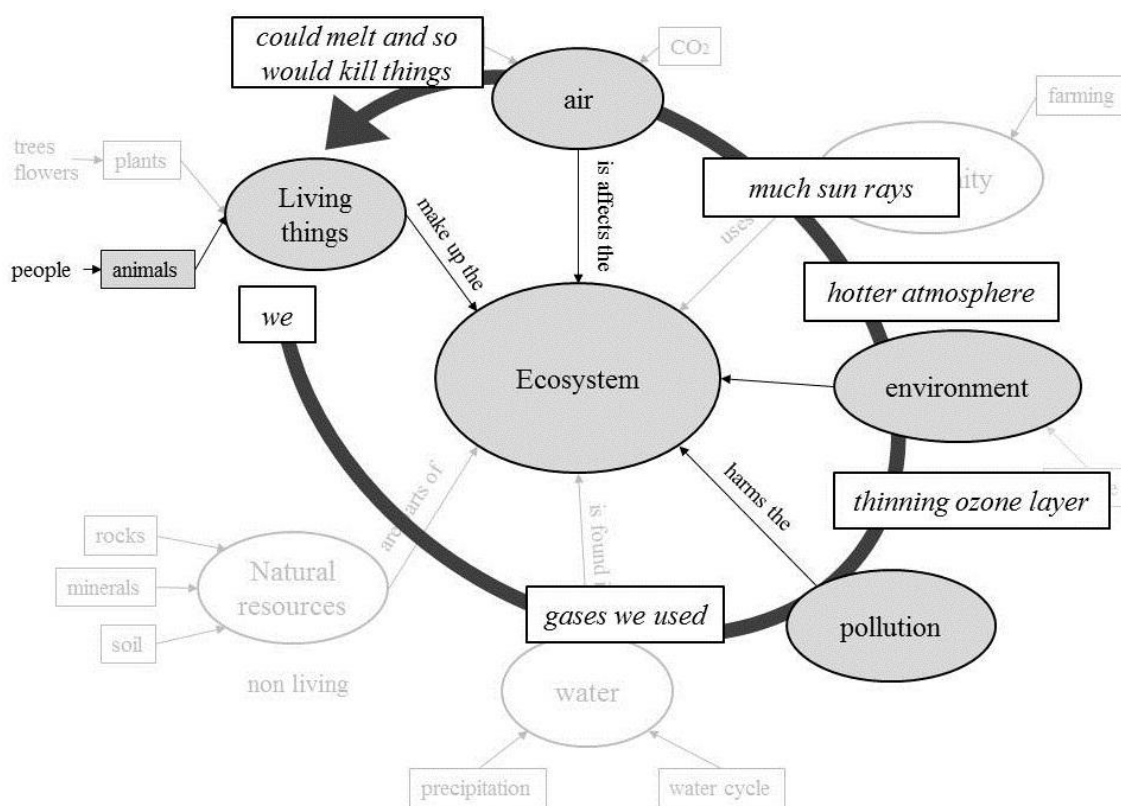 could melt and so
would kill things
CO₂
air
farming
trees
flowers
plants
much sun rays
Living
things
make up the
is affects the
uses
people
animals
we
hotter atmosphere
Ecosystem
environment
harms the
thinning ozone layer
rocks
minerals
soil
Natural
resources
is found
gases we used
pollution
non living
water
precipitation
water cycle